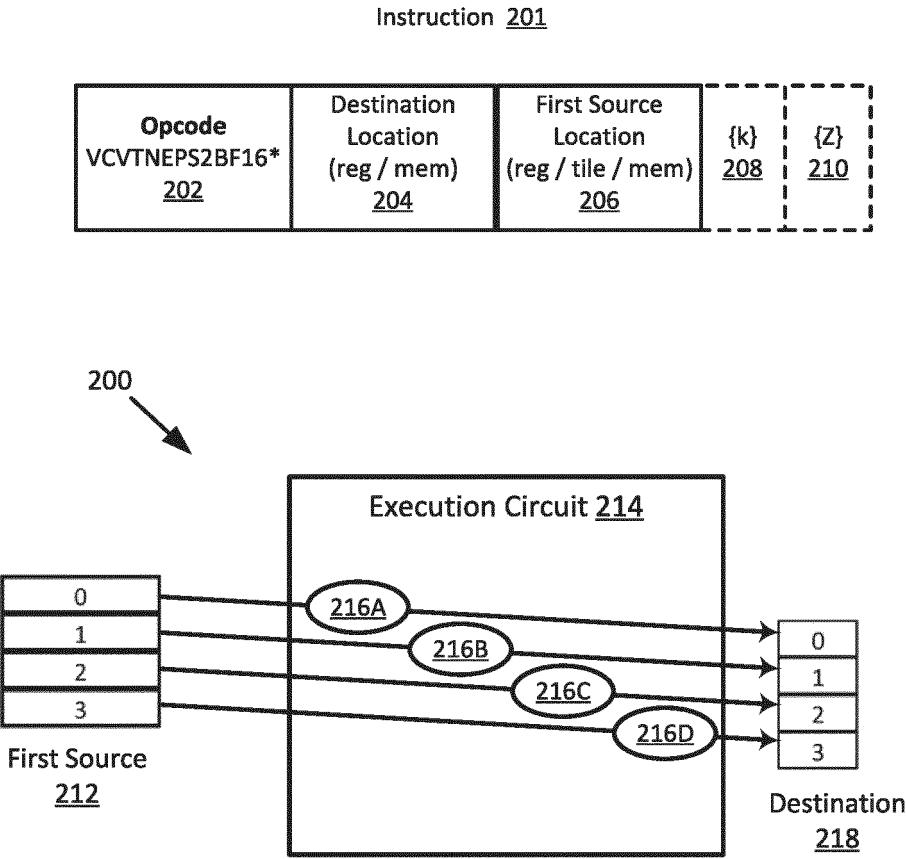 Instruction 201
Opcode
VCVTNEPS2BF16*
202
Destination
Location
(reg / mem)
204
First Source
Location
(reg / tile / mem)
206
{k}
208
{Z}
210
200
Execution Circuit 214
0
1
2
3
216A
216B
216C
216D
0
1
2
3
First Source
212
Destination
218